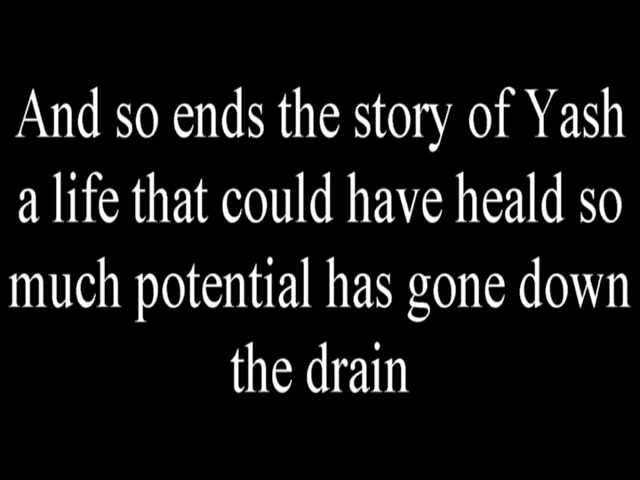 And so ends the story of Yash
a life that could have heald so
much potential has gone down
the drain